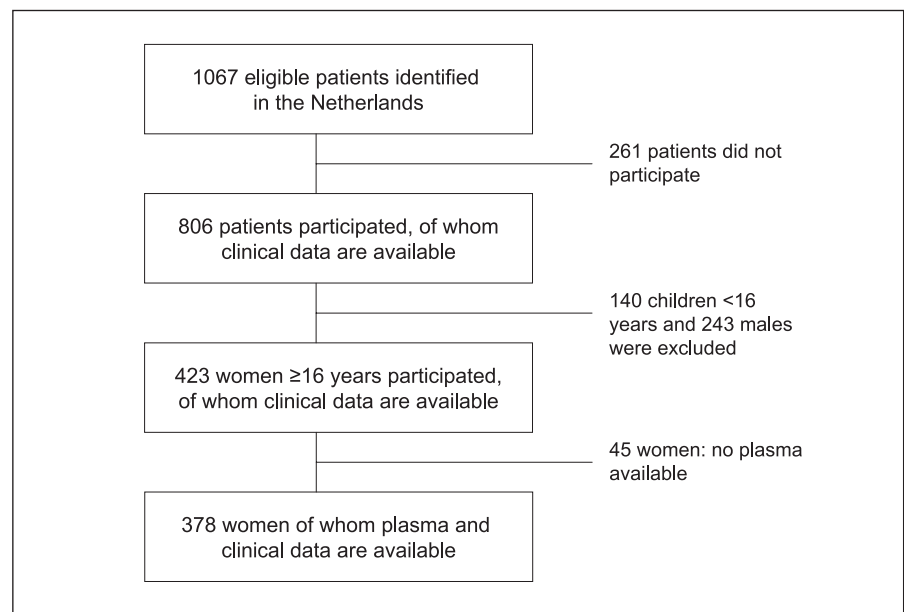 1067 eligible patients identified
in the Netherlands
261 patients did not
participate
806 patients participated, of whom
clinical data are available
140 children <16
years and 243 males
were excluded
423 women ≥16 years participated,
of whom clinical data are available
45 women: no plasma
available
378 women of whom plasma and
clinical data are available